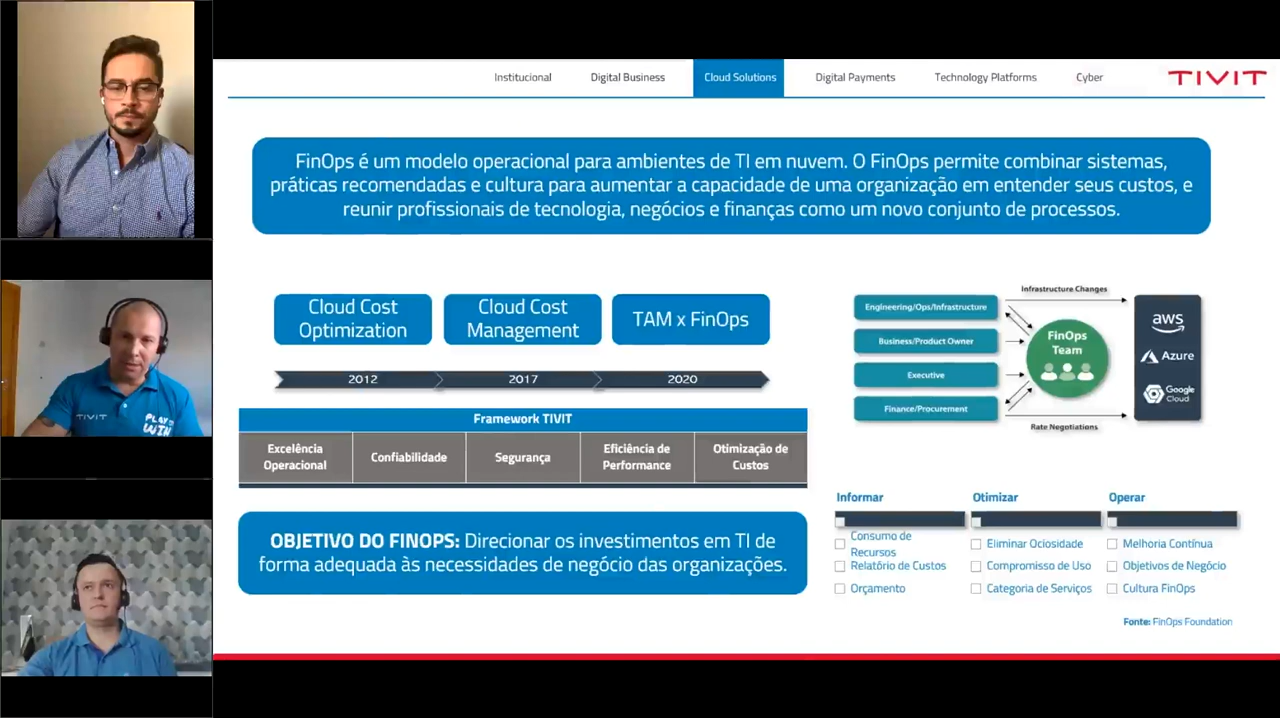 Institucional
Digital Business
Cloud Solutions
Digital Payments
Technology Platforms
Cyber
TIVIT
FinOps é um modelo operacional para ambientes de TI em nuvem. O FinOps permite combinar sistemas,
práticas recomendadas e cultura para aumentar a capacidade de uma organização em entender seus custos, e
reunir profissionais de tecnologia, negócios e finanças como um novo conjunto de processos.
Cloud Cost
Optimization
Cloud Cost
Management
TAM x FinOps
2012
2017
2020
Framework TIVIT
Excelência
Operacional
Confiabilidade
Segurança
Eficiência de
Performance
Otimização de
Custos
OBJETIVO DO FINOPS: Direcionar os investimentos em TI de
forma adequada às necessidades de negócio das organizações.
Infrastructure Changes
Engineering/Ops/Infrastructure
Business/Product Owner
Executive
Finance/Procurement
FinOps
Team
aws
Azure
Google
Cloud
Rate Negotiations
Informar
Consumo de
Recursos
Relatório de Custos
Orçamento
Otimizar
Eliminar Ociosidade
Compromisso de Uso
Categoria de Serviços
Operar
Melhoria Contínua
Objetivos de Negócio
Cultura FinOps
Fonte: FinOps Foundation
TIVIT
WIN